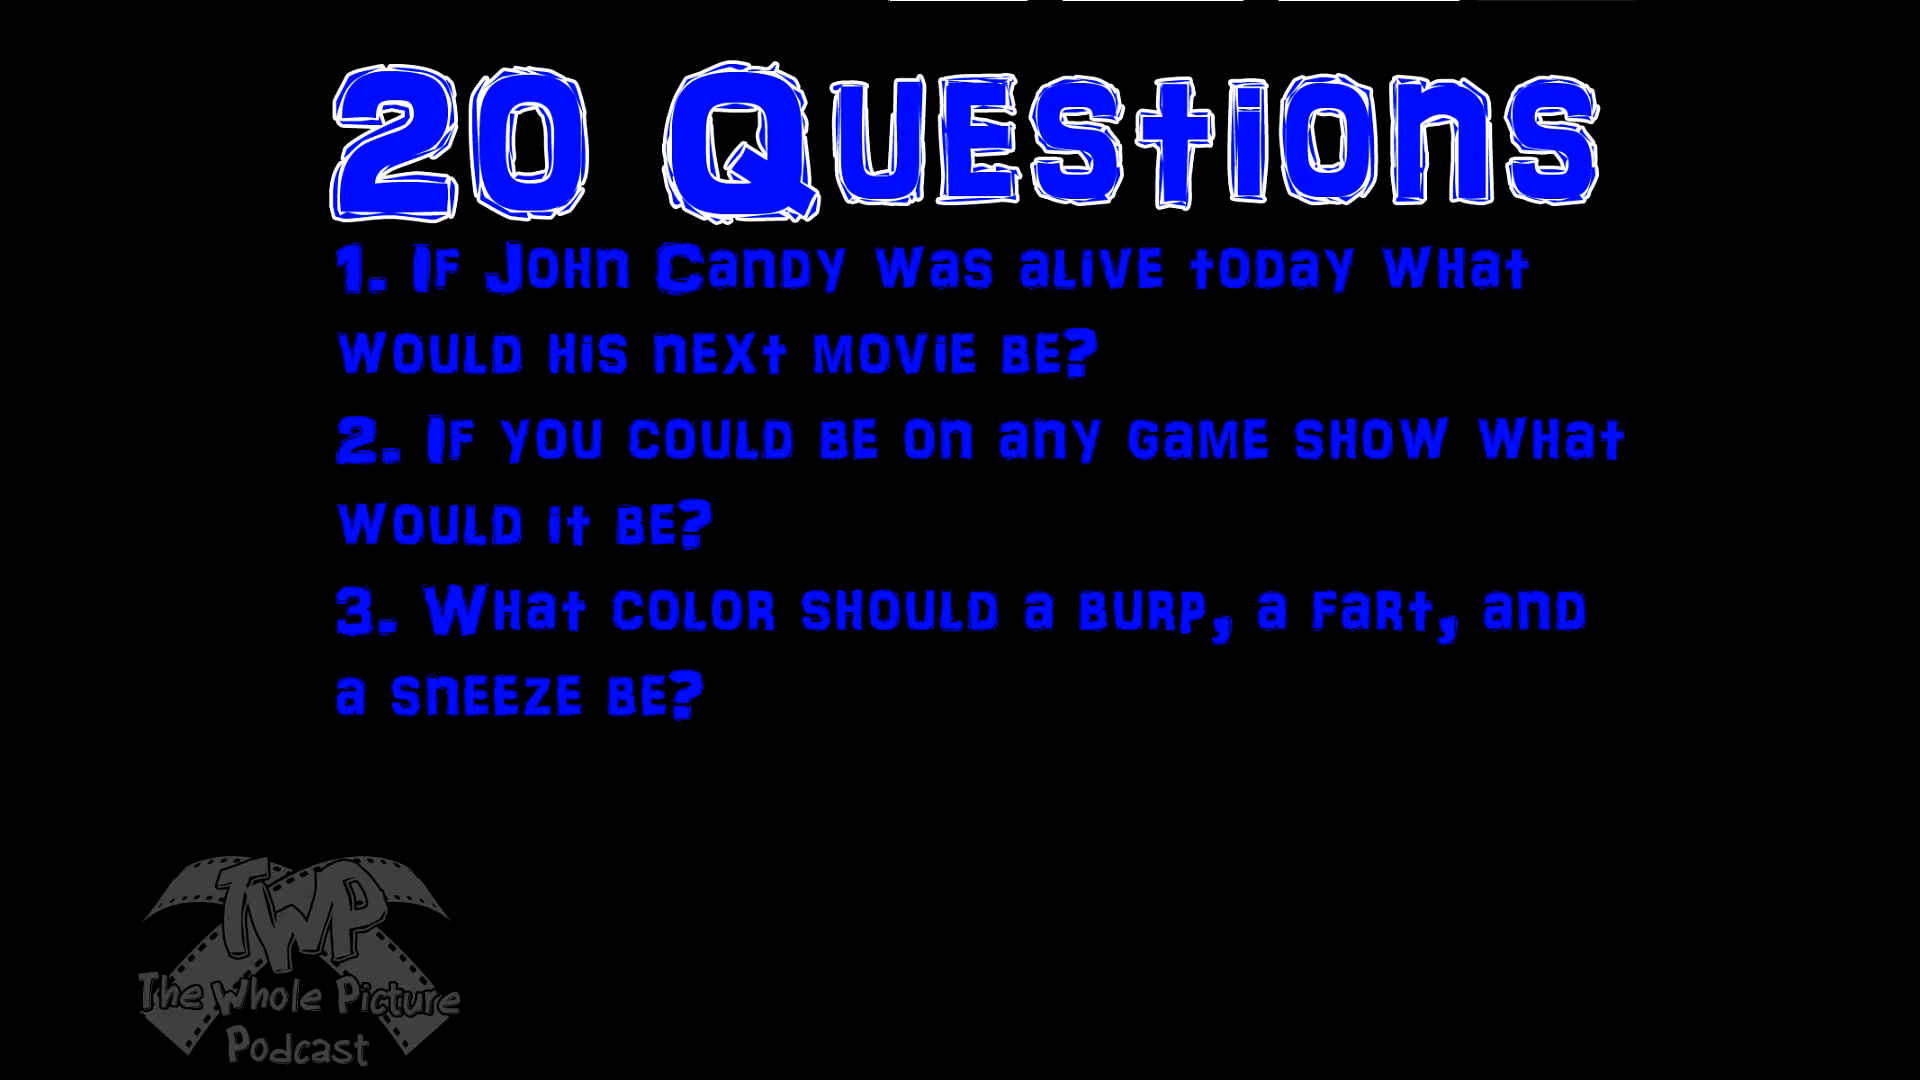 20 Questions
1. If John Candy was alive today what
would his next movie be?
2. If you could be on any game show what
would it be?
3. What color should a burp, a fart, and
a sneeze be?
TWP
The Whole Picture
Podcast